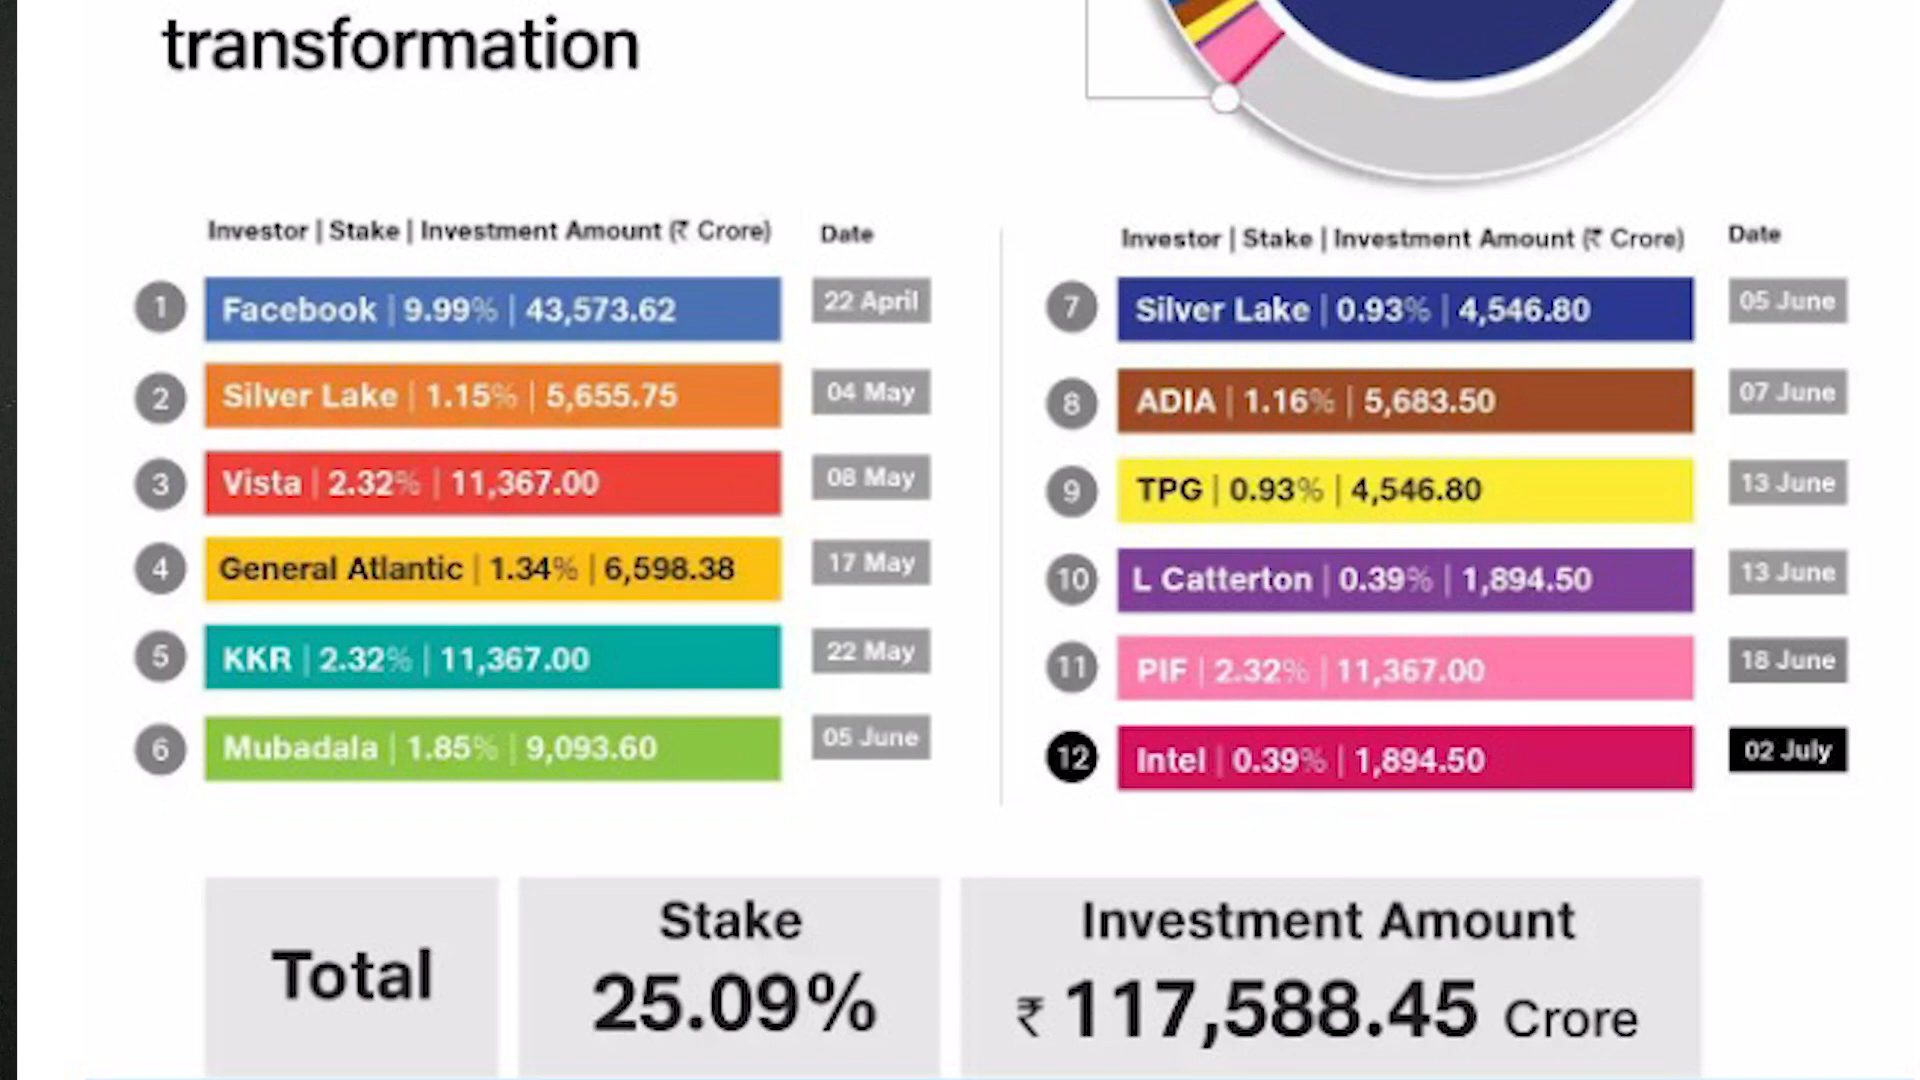 transformation
Investor | Stake | Investment Amount (₹ Crore) Date
1 Facebook | 9.99% | 43,573.62 22 April
2 Silver Lake | 1.15% | 5,655.75 04 May
3 Vista | 2.32% | 11,367.00 08 May
4 General Atlantic | 1.34% | 6,598.38 17 May
5 KKR | 2.32% | 11,367.00 22 May
6 Mubadala | 1.85% | 9,093.60 05 June
Investor | Stake | Investment Amount (₹ Crore) Date
7 Silver Lake | 0.93% | 4,546.80 05 June
8 ADIA | 1.16% | 5,683.50 07 June
9 TPG | 0.93% | 4,546.80 13 June
10 L Catterton | 0.39% | 1,894.50 13 June
11 PIF | 2.32% | 11,367.00 18 June
12 Intel | 0.39% | 1,894.50 02 July
Total
Stake
25.09%
Investment Amount
₹ 117,588.45 Crore